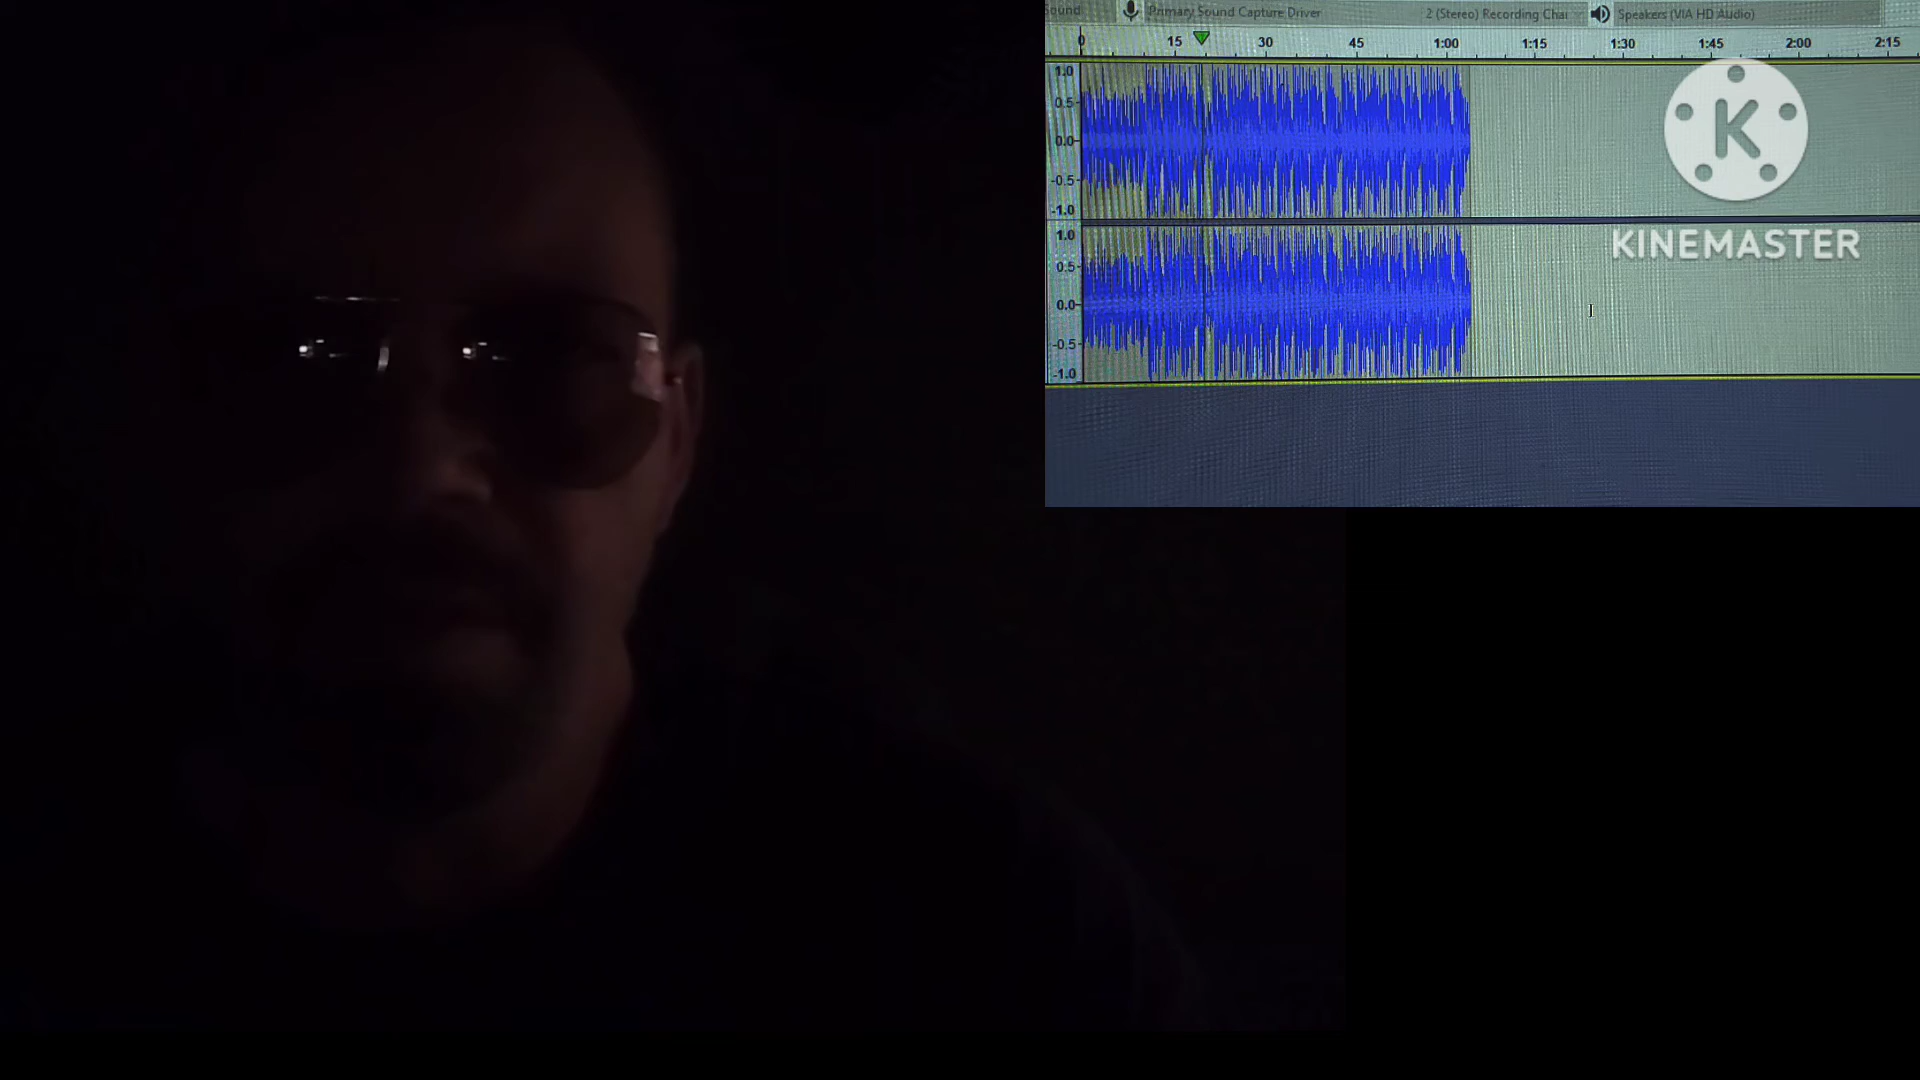 Sound
Primary Sound Capture Driver
2 (Stereo) Recording Chai
Speakers (VIA HD Audio)
0 15 30 45 1:00 1:15 1:30 1:45 2:00 2:15
1.0
0.5
0.0
-0.5
-1.0
1.0
0.5
0.0
-0.5
-1.0
K
KINEMASTER